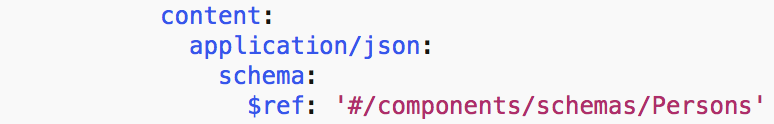 content:
application/json:
schema:
$ref: '#/components/schemas/Persons'